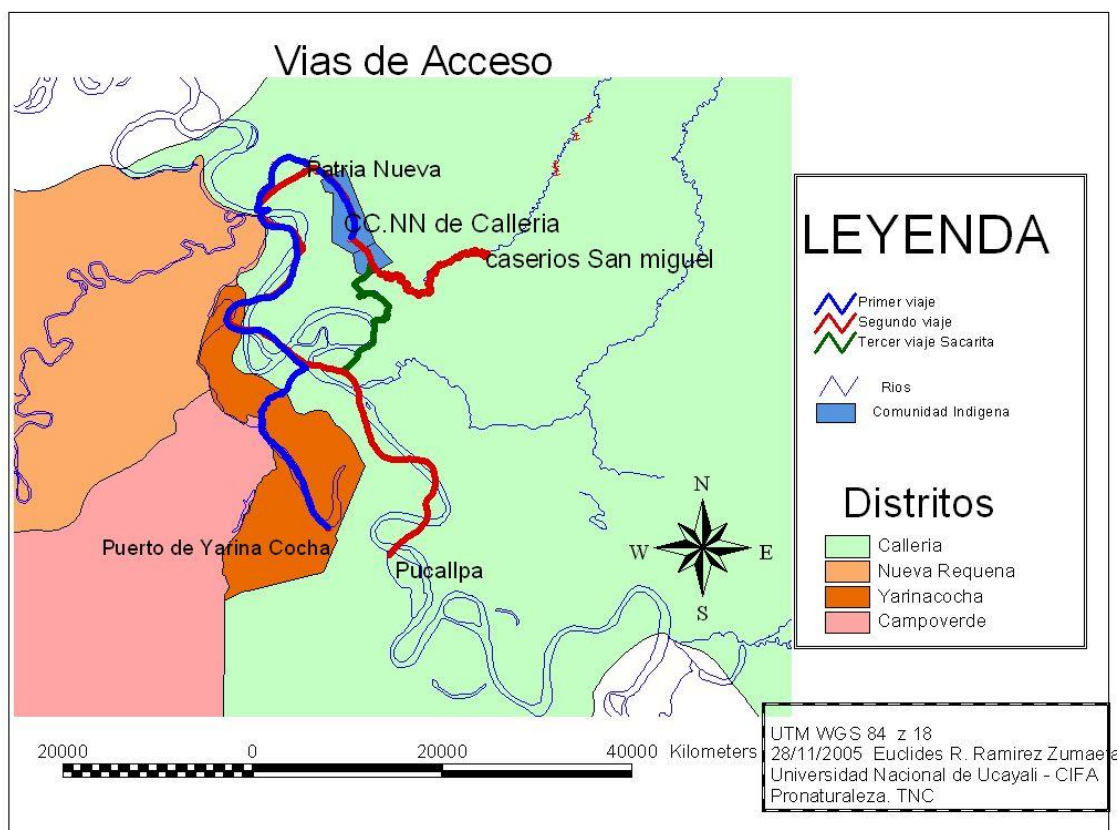 Vias de Acceso
Patria Nueva
CC.NN de Calleria
caserios San miguel
Puerto de Yarina Cocha
Pucallpa
N
W
E
S
LEYENDA
Primer viaje
Segundo viaje
Tercer viaje Sacarita
Rios
Comunidad Indigena
Distritos
Calleria
Nueva Requena
Yarinacocha
Campoverde
20000 0 20000 40000 Kilometers
UTM WGS 84 z 18
28/11/2005 Euclides R. Ramirez Zumaeta
Universidad Nacional de Ucayali - CIFA
Pronaturaleza. TNC